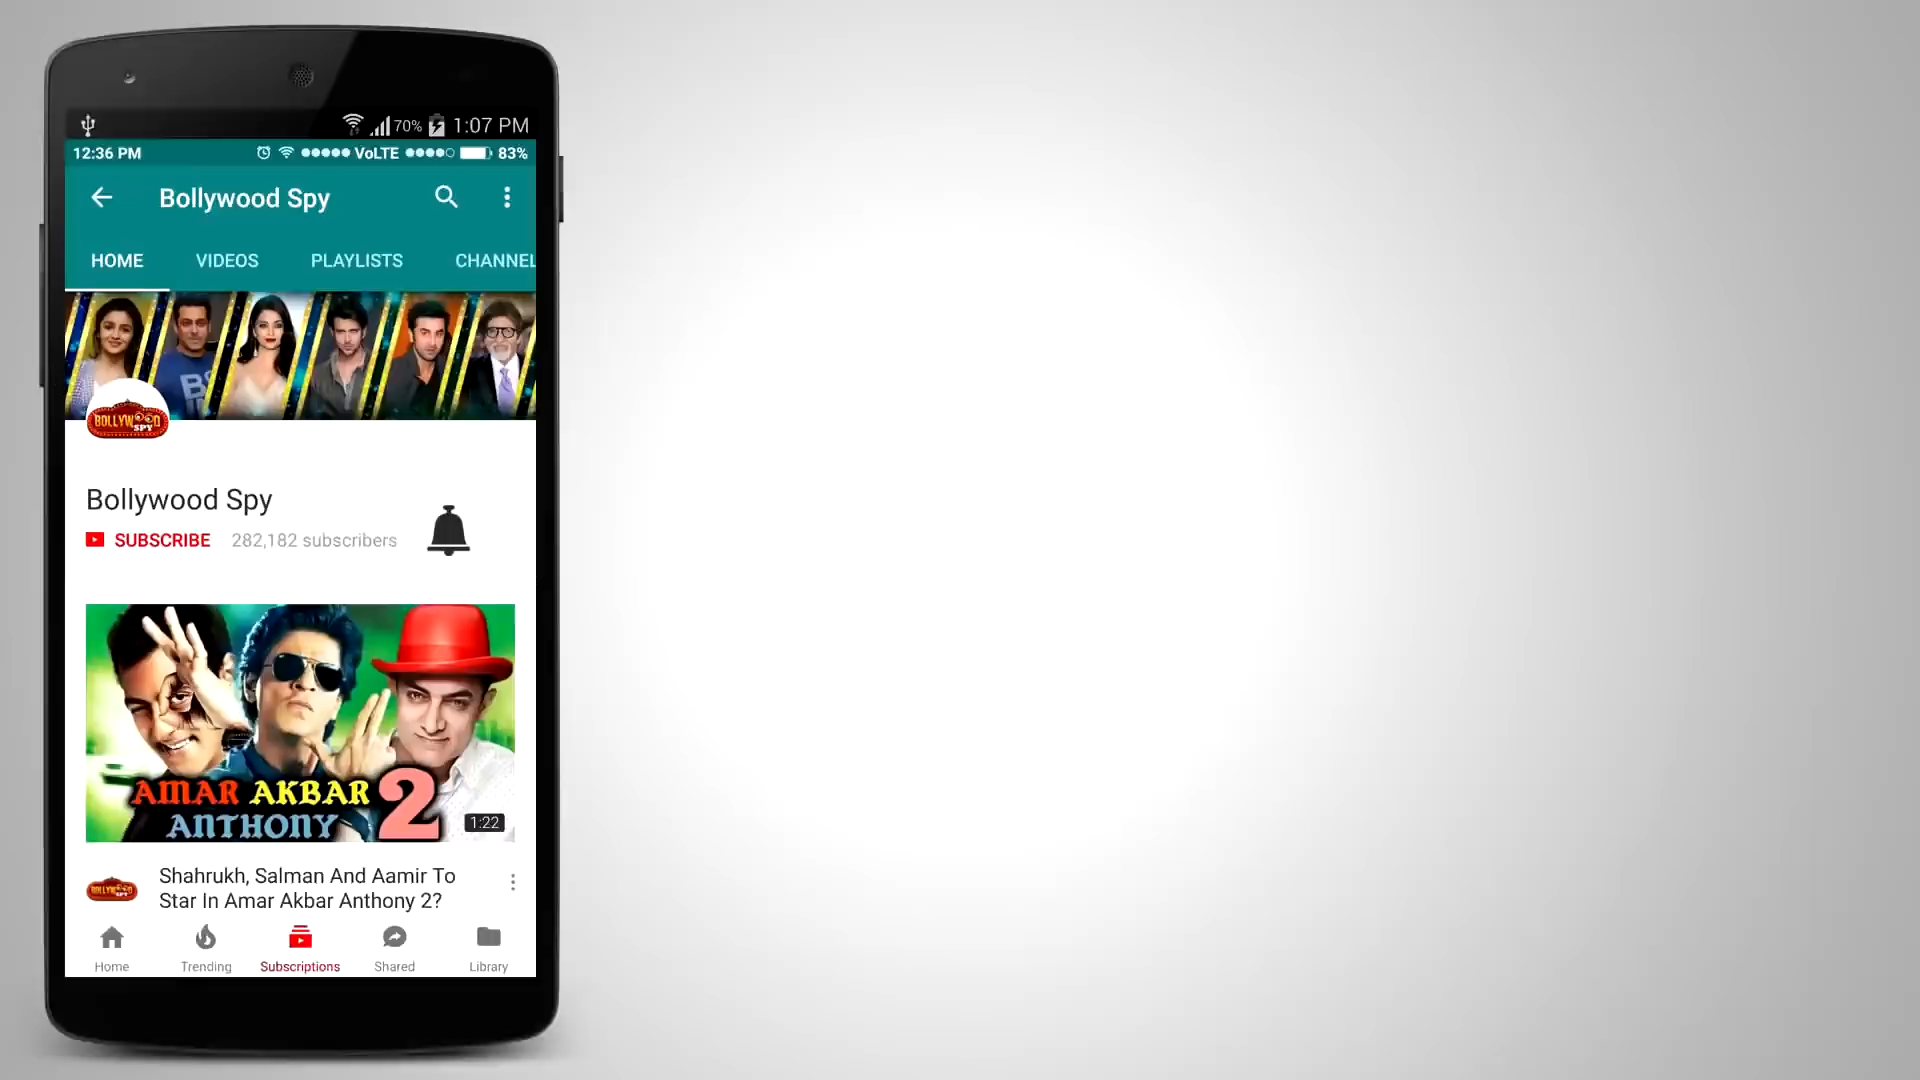 70% 1:07 PM
12:36 PM VoLTE 83%
Bollywood Spy
HOME VIDEOS PLAYLISTS CHANNEL
BOLLYWOOD
SPY
Bollywood Spy
SUBSCRIBE 282,182 subscribers
AMAR AKBAR
ANTHONY 2
1:22
BOLLYWOOD
SPY
Shahrukh, Salman And Aamir To
Star In Amar Akbar Anthony 2?
Home Trending Subscriptions Shared Library